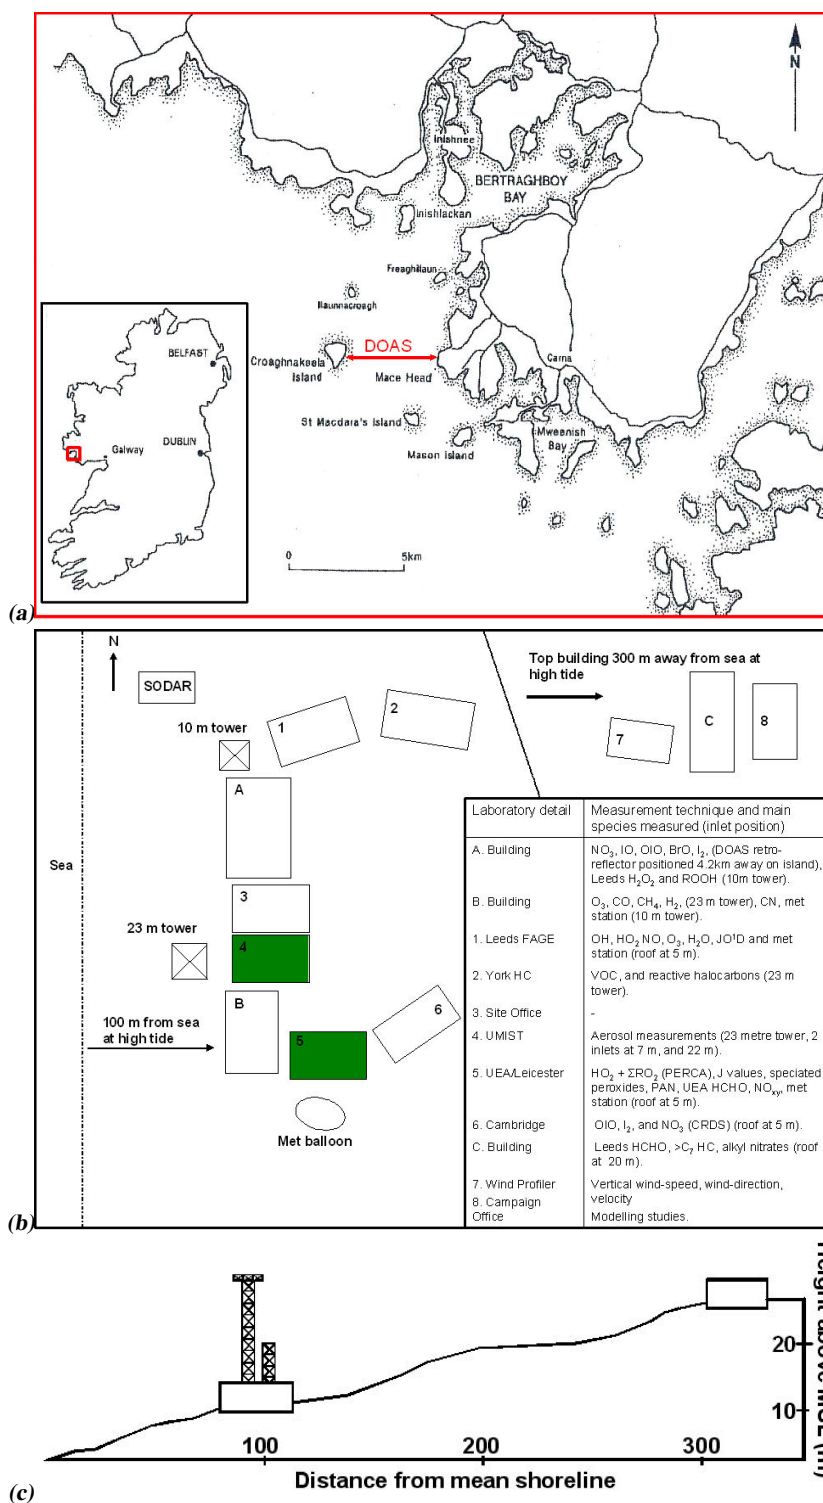 N
Inishnee
BERTRAGHBOY
BAY
Inishlackan
Freaghillaun
Ilaunnacroagh
DOAS
Croaghnakeela
Island
Mace Head
Carna
St Macdara's Island
Mason Island
Mweenish
Bay
BELFAST
DUBLIN
Galway
0
5km
(a)
N
SODAR
10 m tower
1
2
Top building 300 m away from sea at
high tide
7
C
8
A
Sea
3
23 m tower
4
B
6
100 m from sea
at high tide
5
Met balloon
Laboratory detail
Measurement technique and main
species measured (inlet position)
A. Building
NO3, IO, OIO, BrO, I2, (DOAS retro-
reflector positioned 4.2km away on island),
Leeds H2O2 and ROOH (10m tower).
B. Building
O3, CO, CH4, H2, (23 m tower), CN, met
station (10 m tower).
1. Leeds FAGE
OH, HO2 NO, O3, H2O, JO¹D and met
station (roof at 5 m).
2. York HC
VOC, and reactive halocarbons (23 m
tower).
3. Site Office
-
4. UMIST
Aerosol measurements (23 metre tower, 2
inlets at 7 m, and 22 m).
5. UEA/Leicester
HO2 + ΣRO2 (PERCA), J values, speciated
peroxides, PAN, UEA HCHO, NOxy, met
station (roof at 5 m).
6. Cambridge
OIO, I2, and NO3 (CRDS) (roof at 5 m).
C. Building
Leeds HCHO, >C7 HC, alkyl nitrates (roof
at 20 m).
7. Wind Profiler
Vertical wind-speed, wind-direction,
velocity
8. Campaign
Office
Modelling studies.
(b)
Height above MSL (m)
20
10
100
200
300
Distance from mean shoreline
(c)